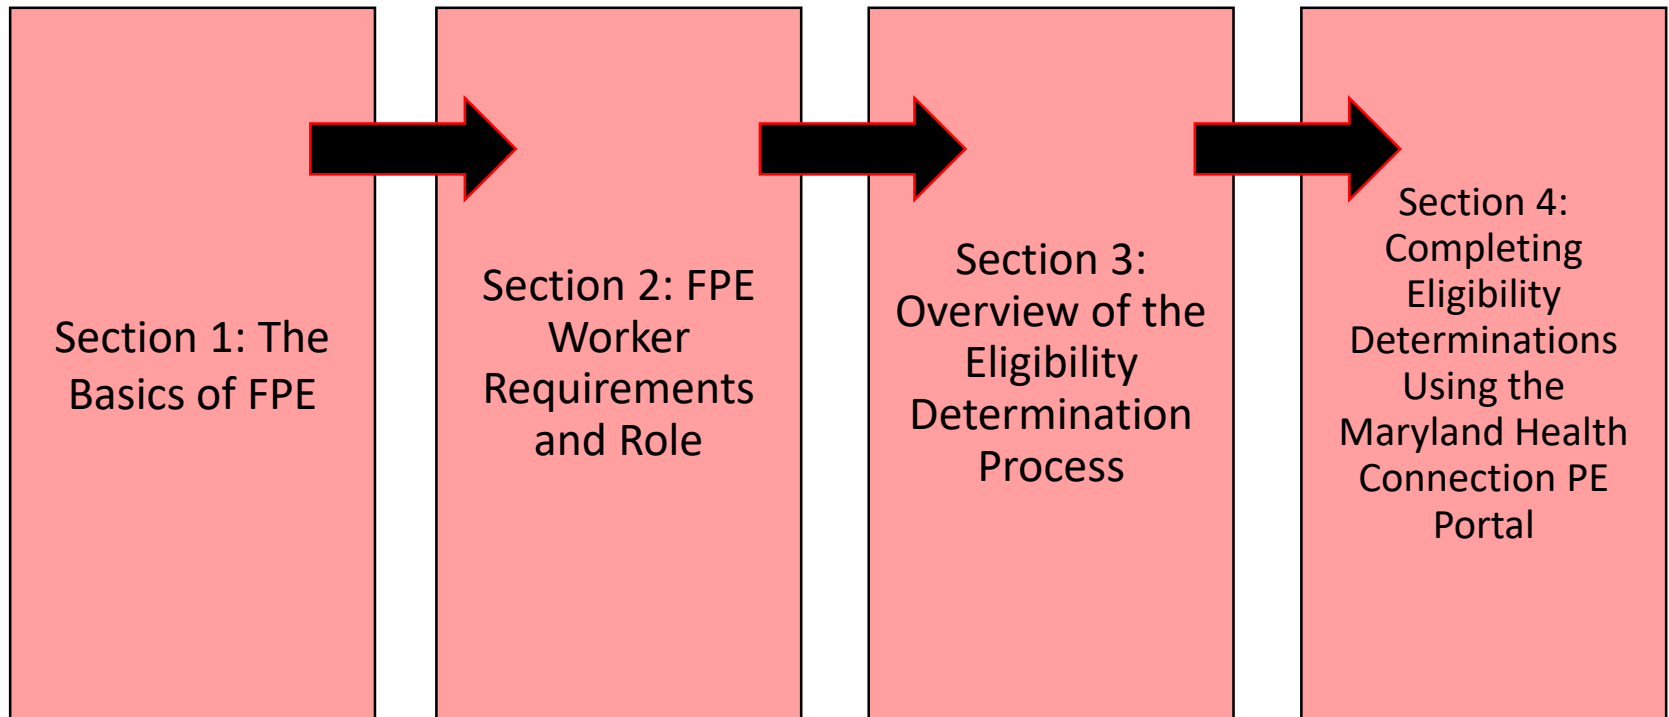 Section 1: The
Basics of FPE
Section 2: FPE
Worker
Requirements
and Role
Section 3:
Overview of the
Eligibility
Determination
Process
Section 4:
Completing
Eligibility
Determinations
Using the
Maryland Health
Connection PE
Portal